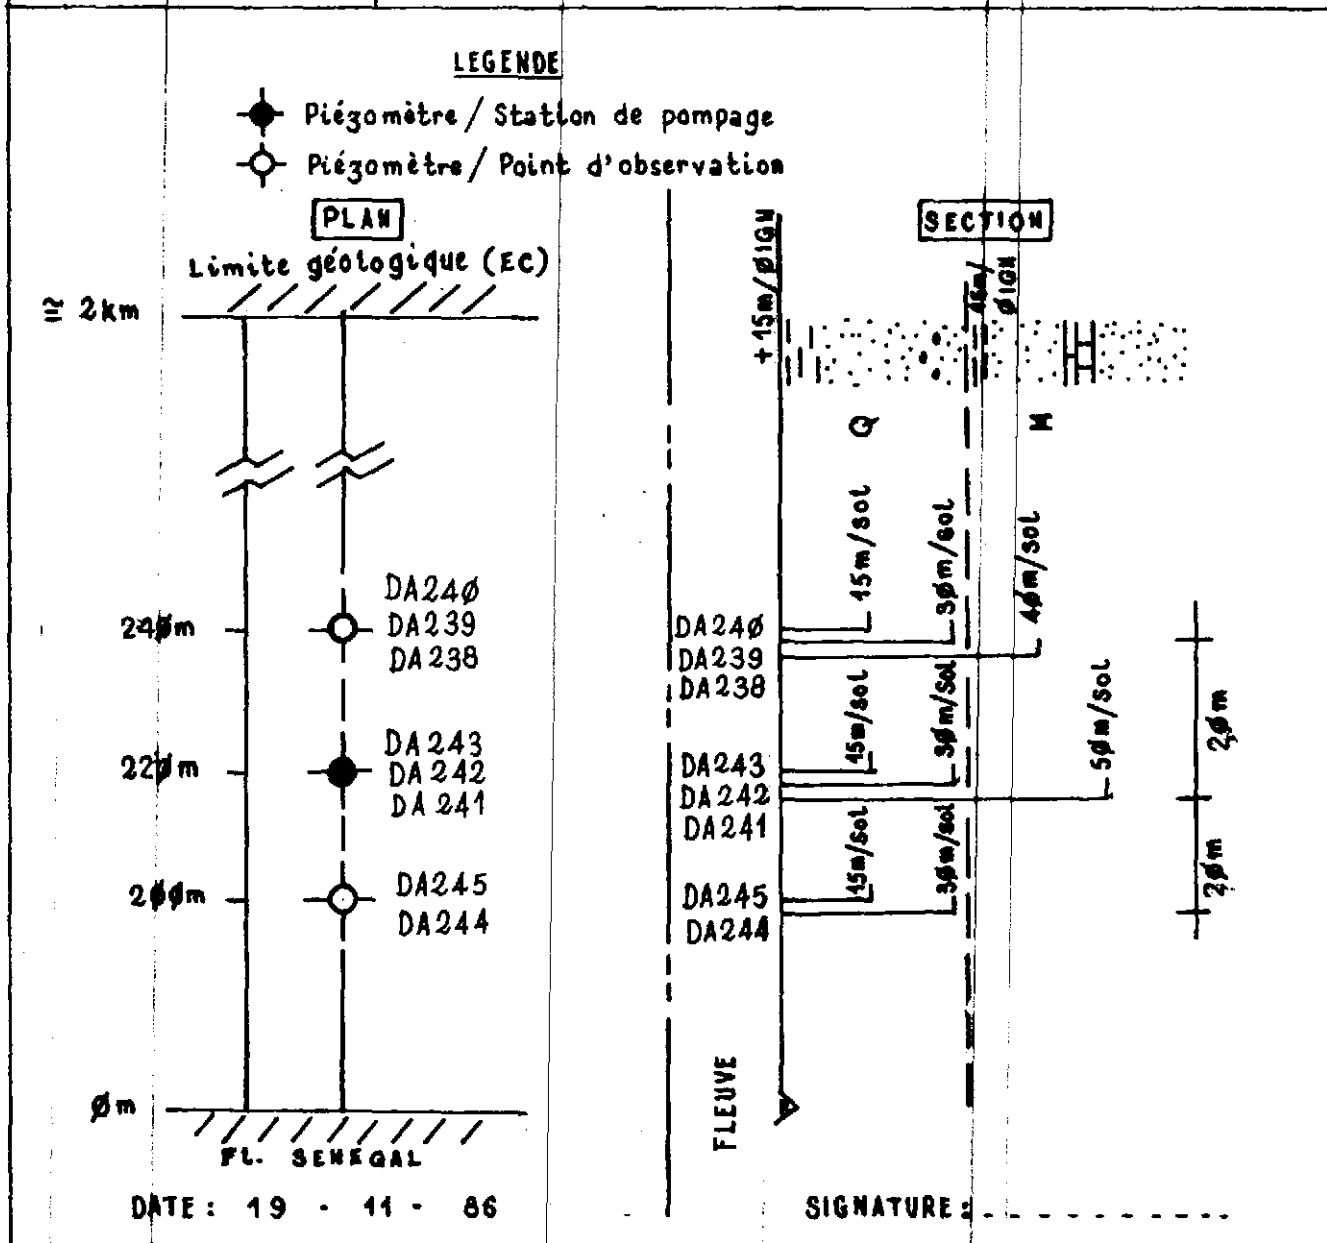 LEGENDE
Piézomètre / Station de pompage
Piézomètre / Point d'observation
PLAN
Limite géologique (EC)
≅ 2km
DA24Ø
24Øm
DA239
DA238
DA243
22Øm
DA242
DA241
2ØØm
DA245
DA244
Øm
FL. SENEGAL
DATE : 19 - 11 - 86
SECTION
+15m/ØIGN
15m/
ØIGN
Q
M
15m/sol
3Øm/sol
4Øm/sol
DA24Ø
DA239
DA238
15m/sol
3Øm/sol
5Øm/sol
2Øm
DA243
DA242
DA241
15m/sol
3Øm/sol
2Øm
DA245
DA244
FLEUVE
SIGNATURE :